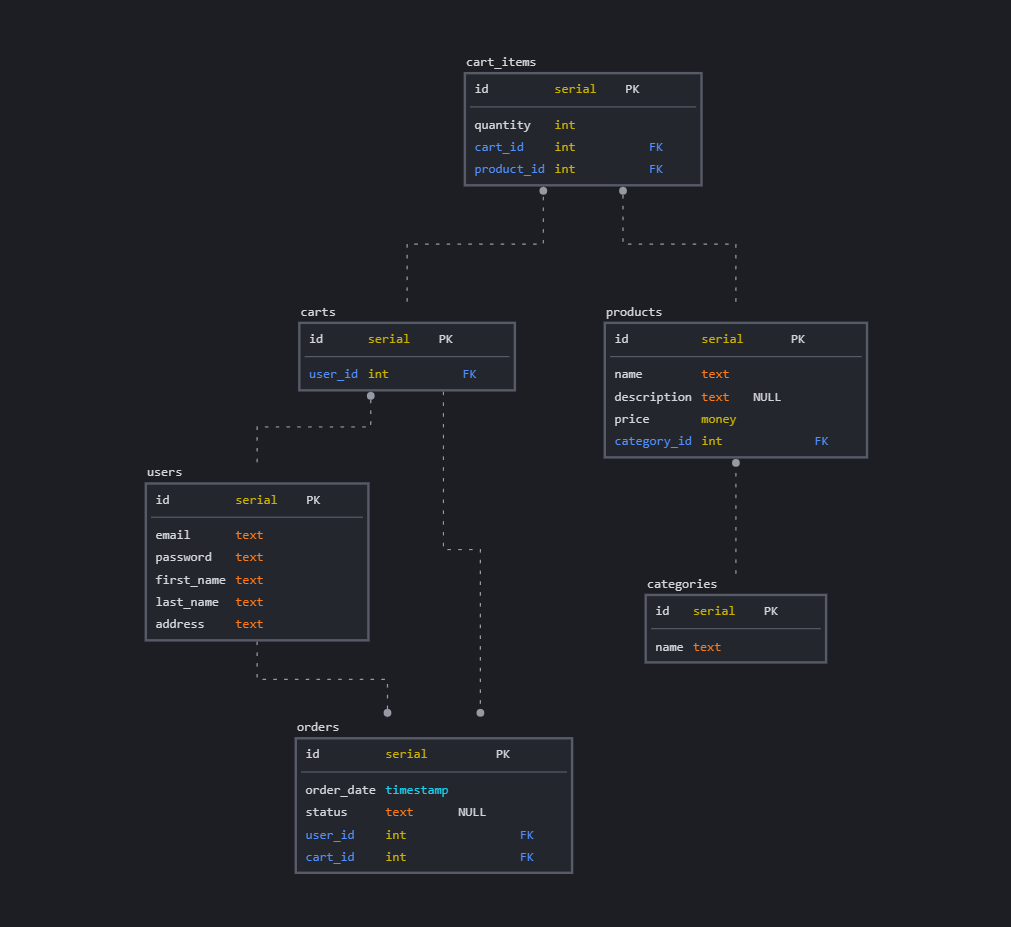 cart_items
id serial PK
quantity int
cart_id int FK
product_id int FK
carts
id serial PK
user_id int FK
products
id serial PK
name text
description text NULL
price money
category_id int FK
users
id serial PK
email text
password text
first_name text
last_name text
address text
categories
id serial PK
name text
orders
id serial PK
order_date timestamp
status text NULL
user_id int FK
cart_id int FK